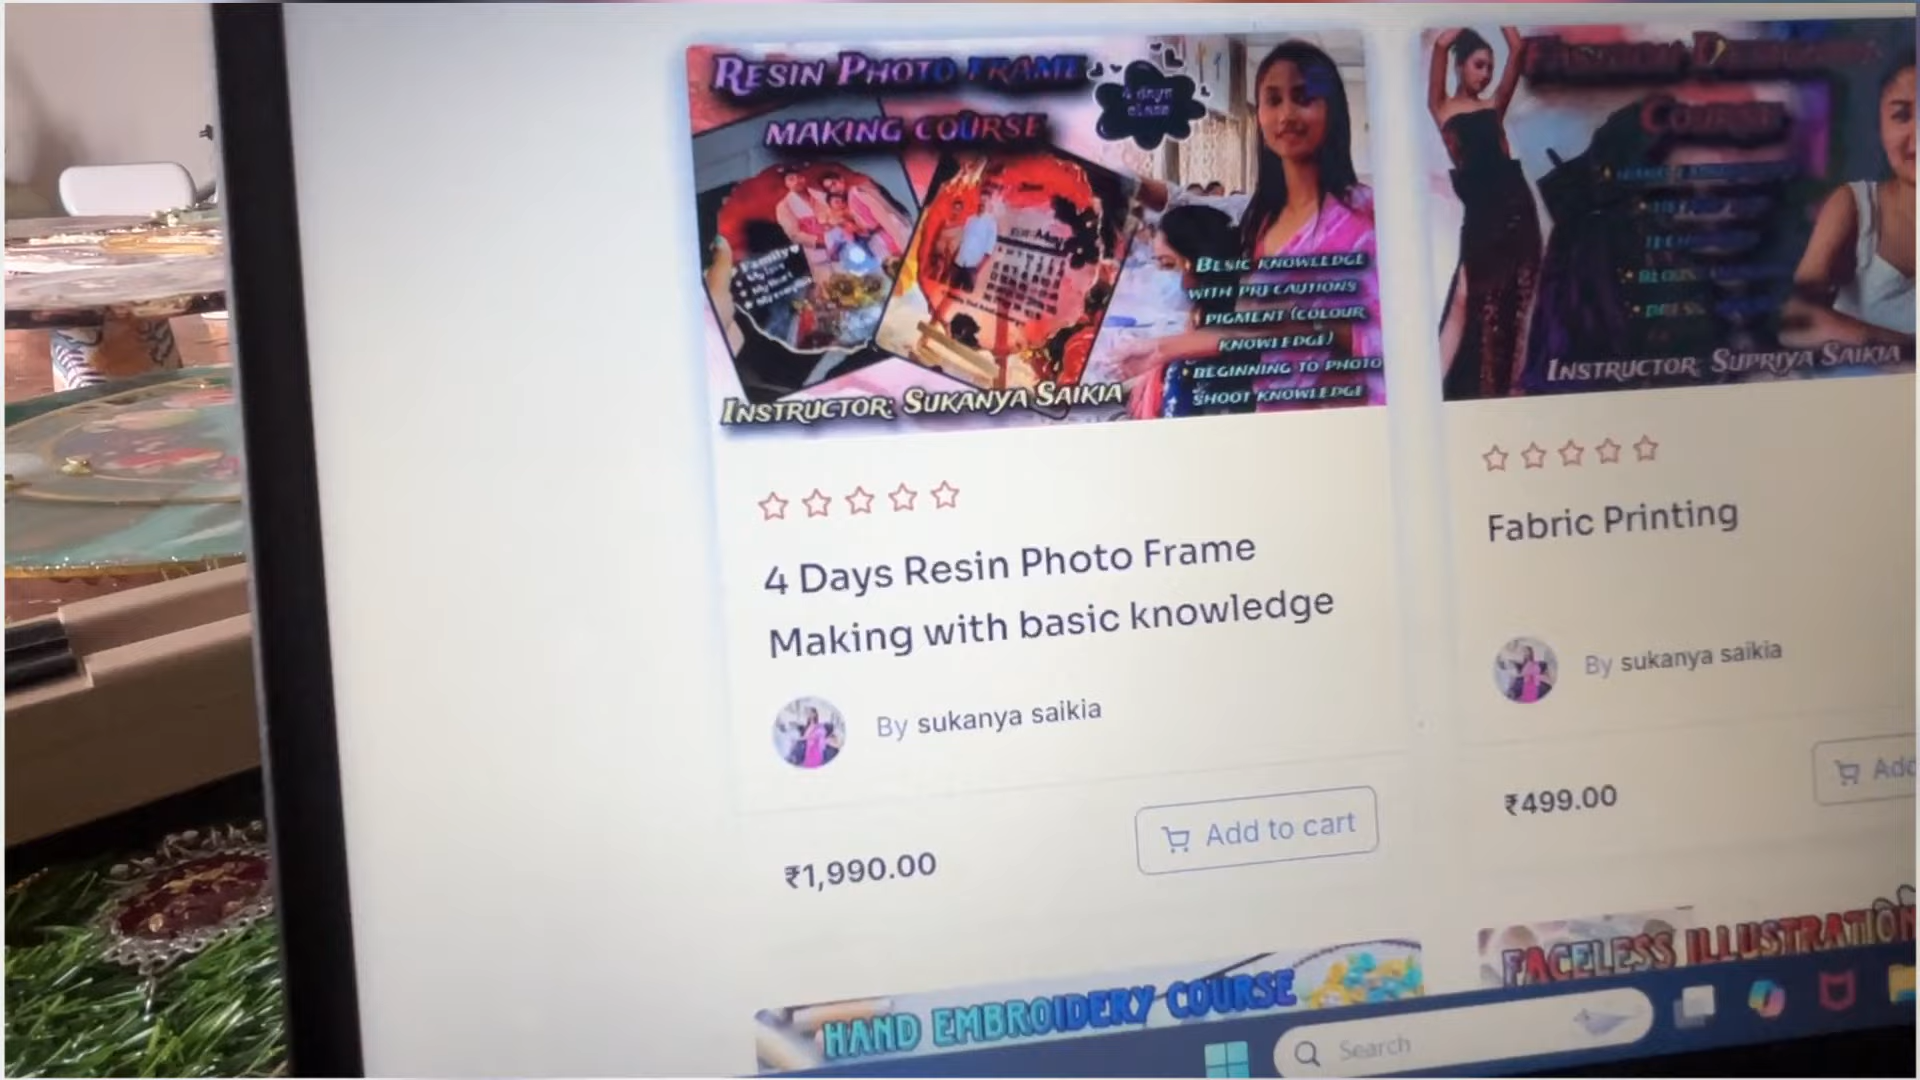 RESIN PHOTO FRAME
MAKING COURSE
4 days
class
Family
BESIC KNOWLEDGE
WITH PRECAUTIONS
PIGMENT (COLOUR
KNOWLEDGE)
BEGINNING TO PHOTO
SHOOT KNOWLEDGE
INSTRUCTOR: SUKANYA SAIKIA
4 Days Resin Photo Frame
Making with basic knowledge
By sukanya saikia
₹1,990.00
Add to cart
FASHION DESIGNING
COURSE
INSTRUCTOR: SUPRIYA SAIKIA
Fabric Printing
By sukanya saikia
₹499.00
Add
HAND EMBROIDERY COURSE
FACELESS ILLUSTRATION
Search